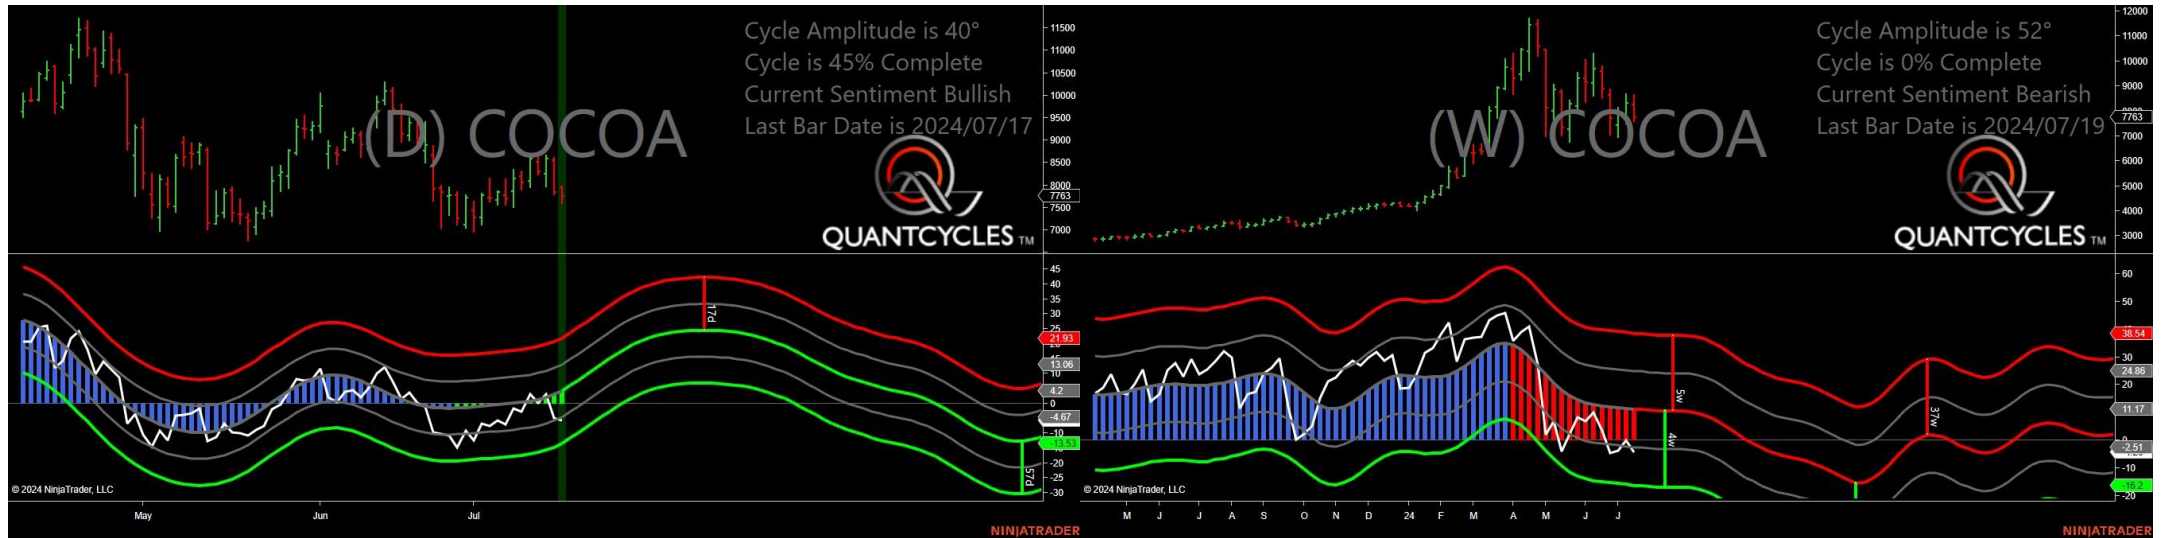 Cycle Amplitude is 40°
Cycle is 45% Complete
Current Sentiment Bullish
Last Bar Date is 2024/07/17
(D) COCOA
QUANTCYCLES TM
11500
11000
10500
10000
9500
9000
8500
8000
7763
7500
7000
45
40
35
30
25
21.93
13.06
10
4.2
0
-4.67
-10
-13.53
-20
-25
-30
17d
57d
© 2024 NinjaTrader, LLC
May Jun Jul
NINJATRADER
Cycle Amplitude is 52°
Cycle is 0% Complete
Current Sentiment Bearish
Last Bar Date is 2024/07/19
(W) COCOA
QUANTCYCLES TM
12000
11000
10000
9000
7763
7000
6000
5000
4000
3000
60
50
38.54
30
24.86
20
11.17
-2.51
-10
-16.2
-20
5w
4w
37w
© 2024 NinjaTrader, LLC
M J J A S O N D 24 F M A M J J
NINJATRADER